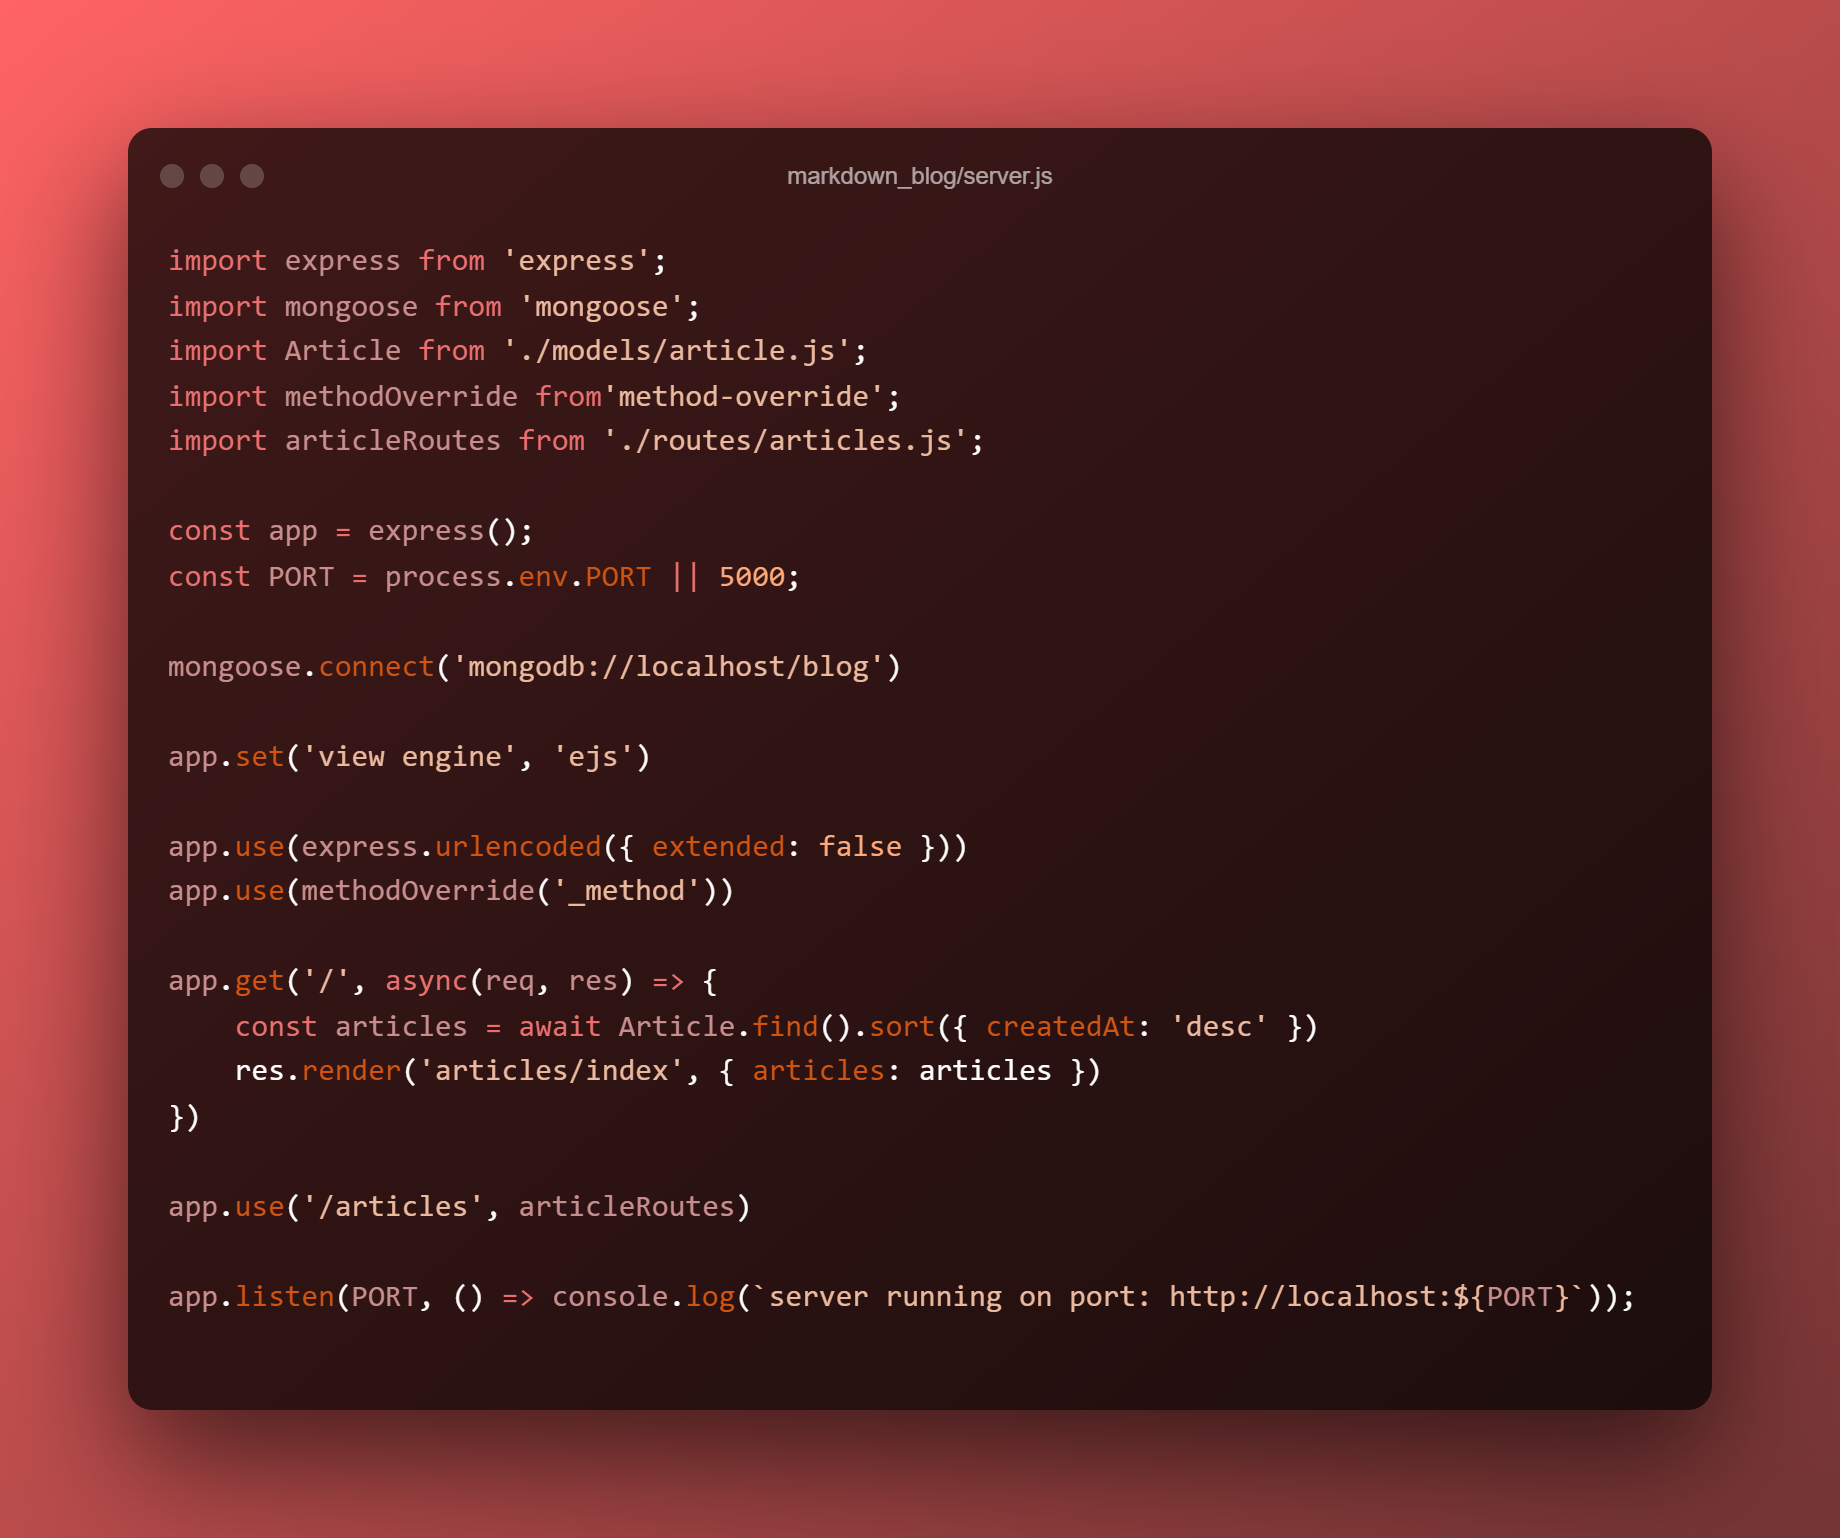 markdown_blog/server.js
import express from 'express';
import mongoose from 'mongoose';
import Article from './models/article.js';
import methodOverride from'method-override';
import articleRoutes from './routes/articles.js';
const app = express();
const PORT = process.env.PORT || 5000;
mongoose.connect('mongodb://localhost/blog')
app.set('view engine', 'ejs')
app.use(express.urlencoded({ extended: false }))
app.use(methodOverride('_method'))
app.get('/', async(req, res) => {
    const articles = await Article.find().sort({ createdAt: 'desc' })
    res.render('articles/index', { articles: articles })
})
app.use('/articles', articleRoutes)
app.listen(PORT, () => console.log(`server running on port: http://localhost:${PORT}`));